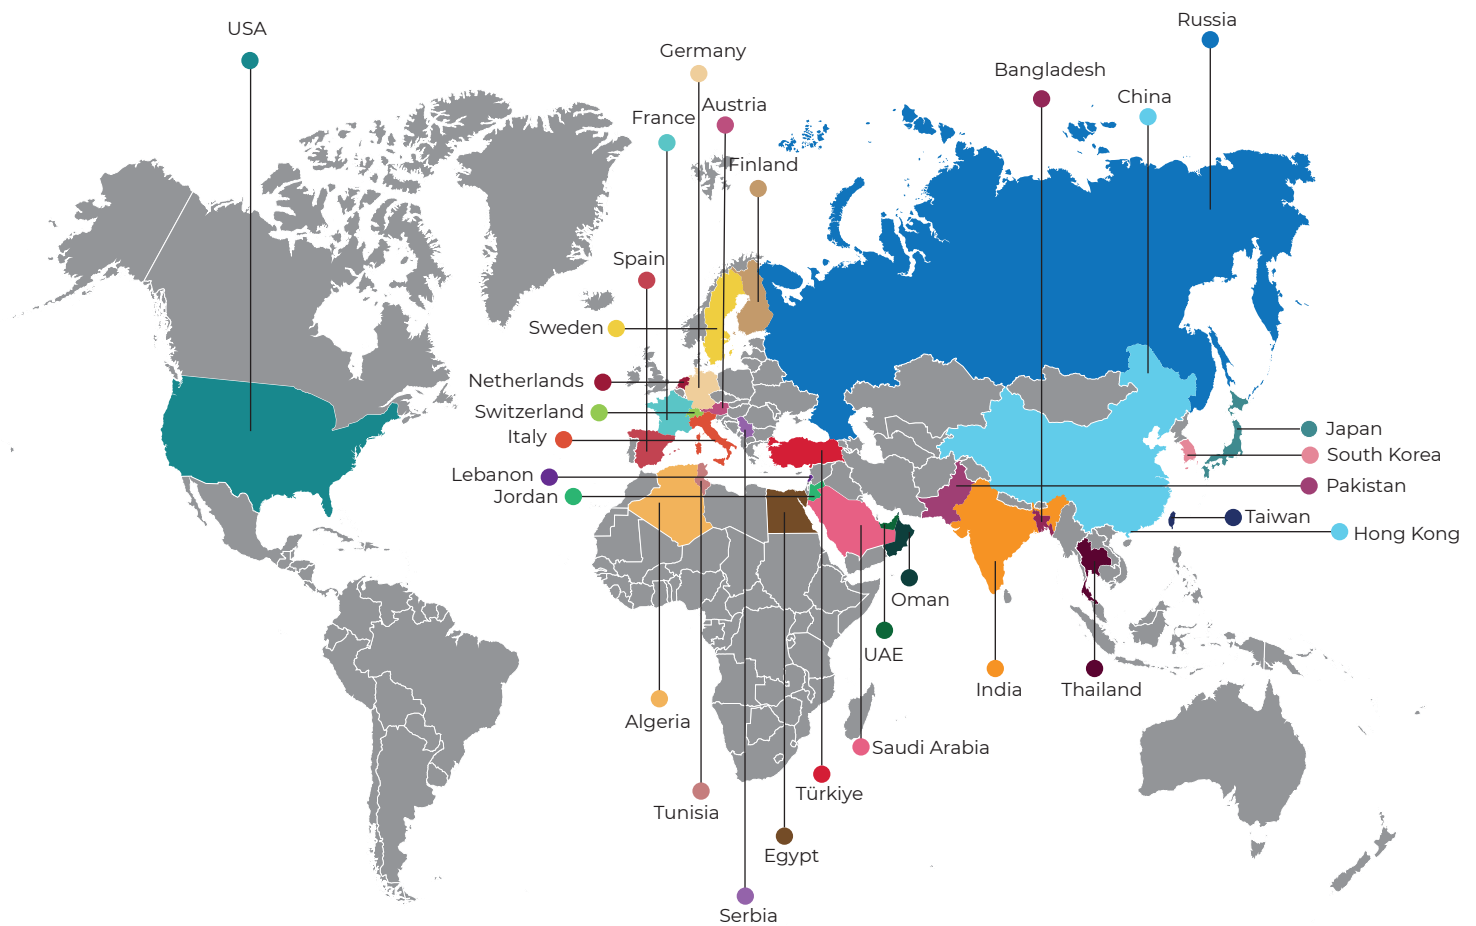 Russia
USA
Germany
Bangladesh
China
Austria
France
Finland
Spain
Sweden
Netherlands
Switzerland
Italy
Japan
South Korea
Lebanon
Pakistan
Jordan
Taiwan
Hong Kong
Oman
UAE
India
Thailand
Algeria
Saudi Arabia
Türkiye
Tunisia
Egypt
Serbia